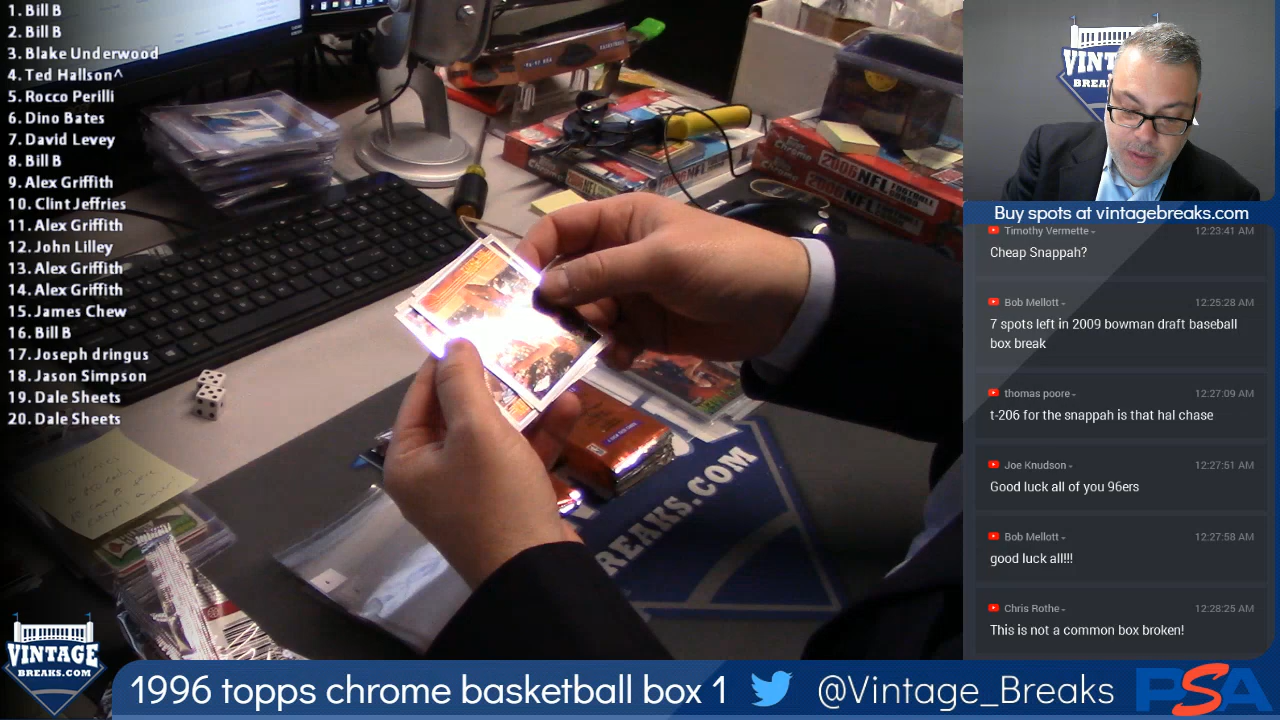 1. Bill B
2. Bill B
3. Blake Underwood
4. Ted Hallson^
5. Rocco Perilli
6. Dino Bates
7. David Levey
8. Bill B
9. Alex Griffith
10. Clint Jeffries
11. Alex Griffith
12. John Lilley
13. Alex Griffith
14. Alex Griffith
15. James Chew
16. Bill B
17. Joseph dringus
18. Jason Simpson
19. Dale Sheets
20. Dale Sheets
Chrome
2006 NFL FOOTBALL
2006 NFL
BREAKS.COM
VINT
Buy spots at vintagebreaks.com
Timothy Vermette 12:23:41 AM
Cheap Snappah?
Bob Mellott 12:25:28 AM
7 spots left in 2009 bowman draft baseball
box break
thomas poore 12:27:09 AM
t-206 for the snappah is that hal chase
Joe Knudson 12:27:51 AM
Good luck all of you 96ers
Bob Mellott 12:27:58 AM
good luck all!!!
Chris Rothe 12:28:25 AM
This is not a common box broken!
VINTAGE
BREAKS.COM
1996 topps chrome basketball box 1
@Vintage_Breaks
PSA